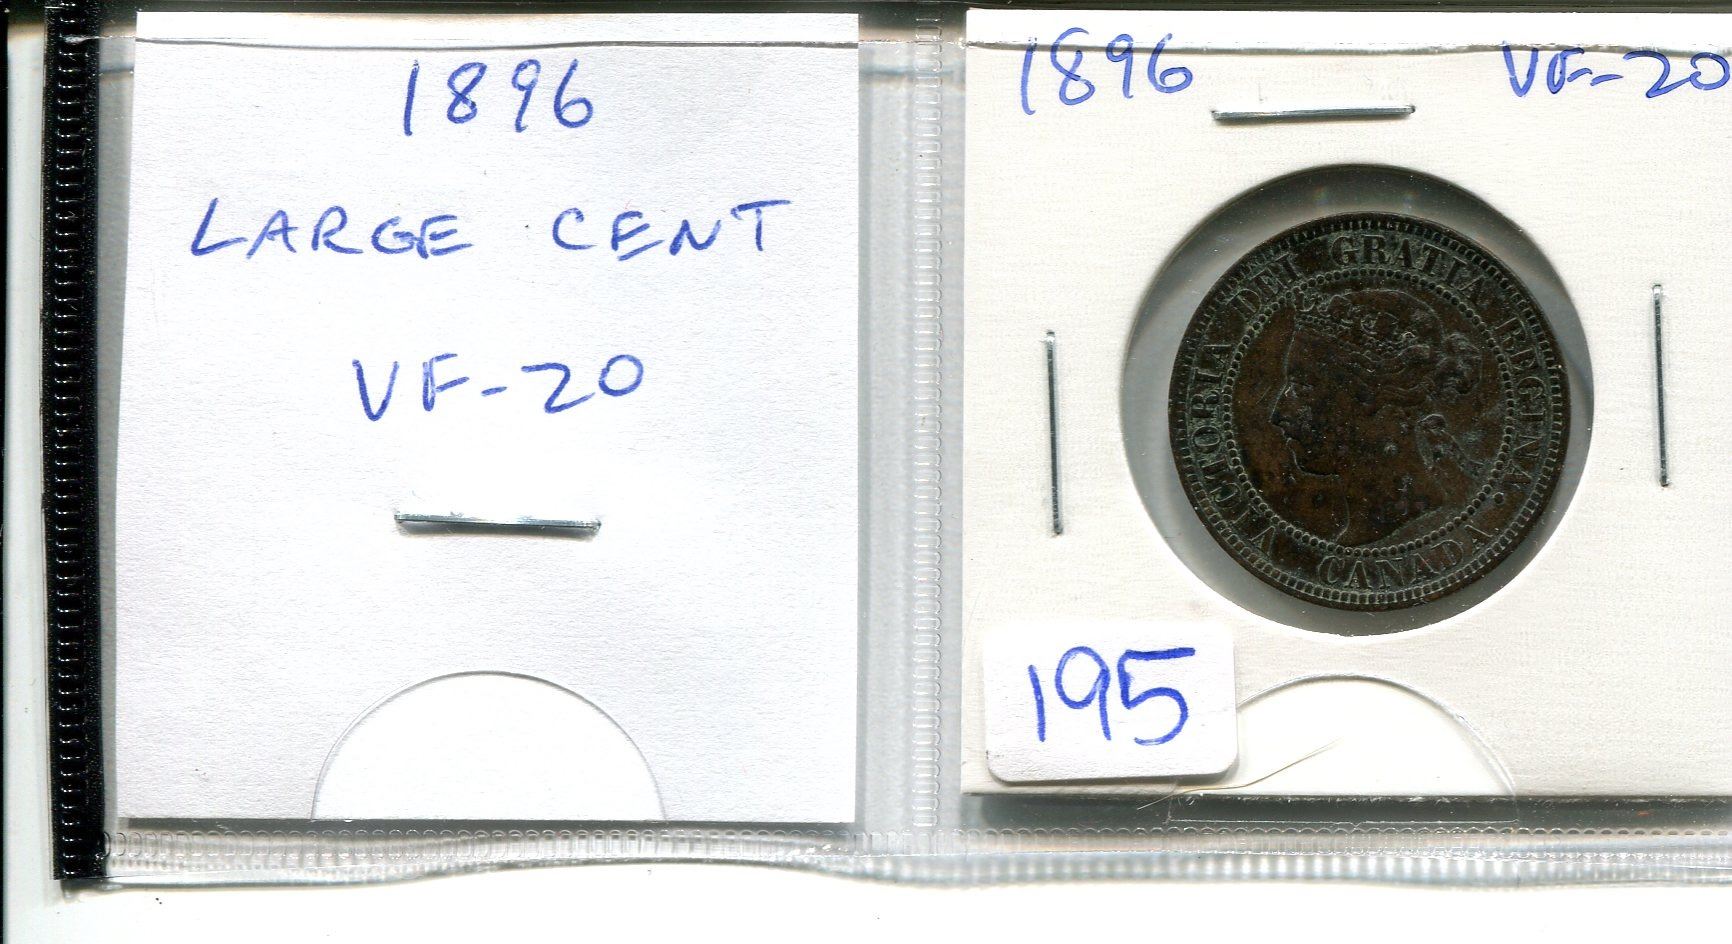 1896
LARGE CENT
VF-20
1896
VF-20
VICTORIA DEI GRATIA REGINA.
CANADA
195